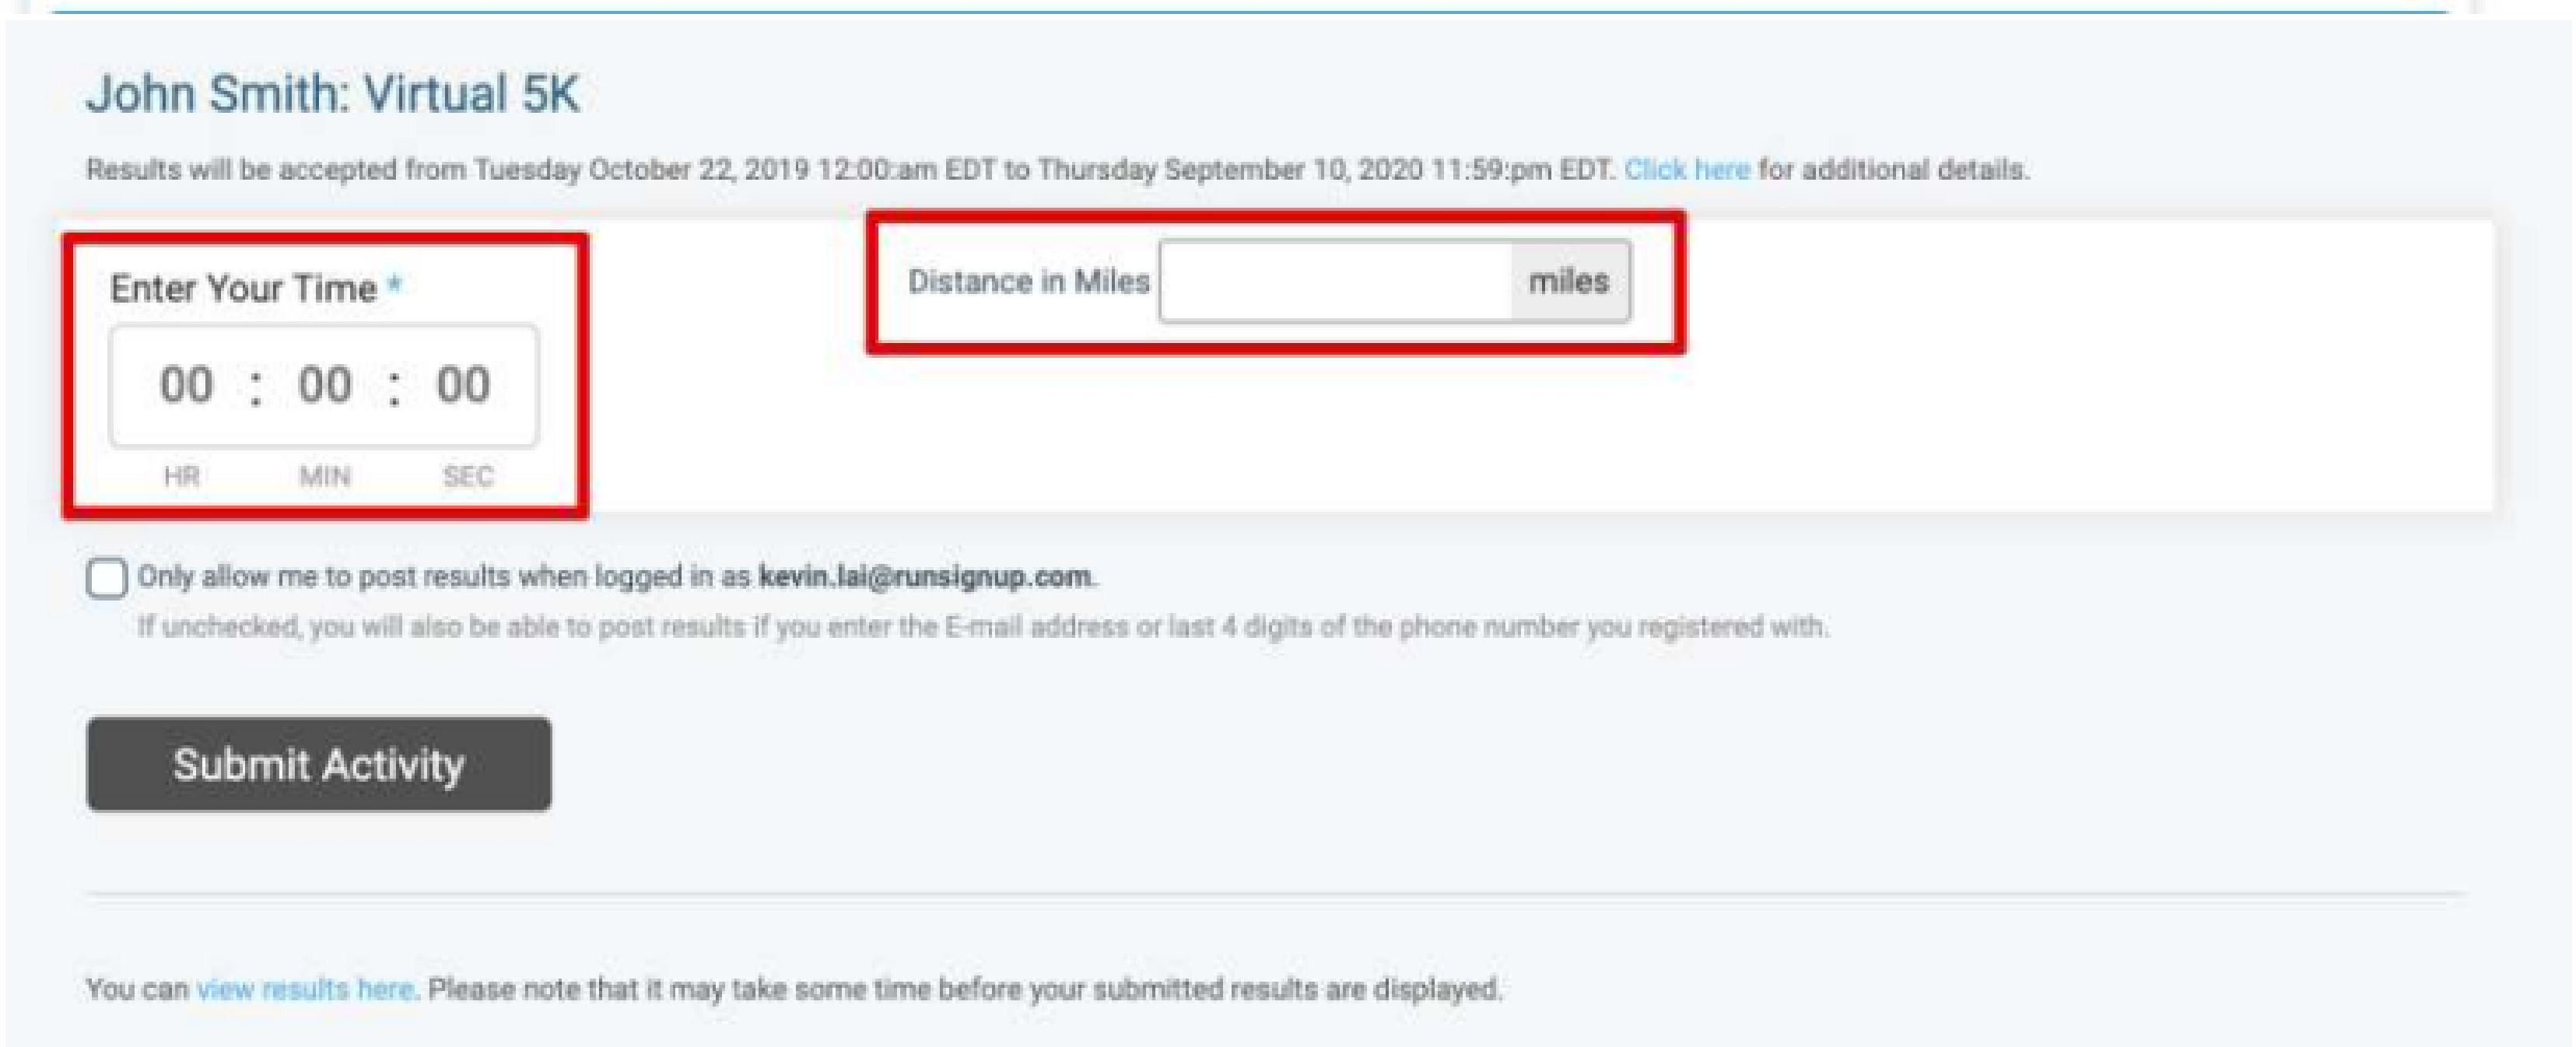 John Smith: Virtual 5K
Results will be accepted from Tuesday October 22, 2019 12:00:am EDT to Thursday September 10, 2020 11:59:pm EDT. Click here for additional details.
Enter Your Time *
Distance in Miles miles
00 : 00 : 00
HR MIN SEC
Only allow me to post results when logged in as kevin.lai@runsignup.com.
If unchecked, you will also be able to post results if you enter the E-mail address or last 4 digits of the phone number you registered with.
Submit Activity
You can view results here. Please note that it may take some time before your submitted results are displayed.